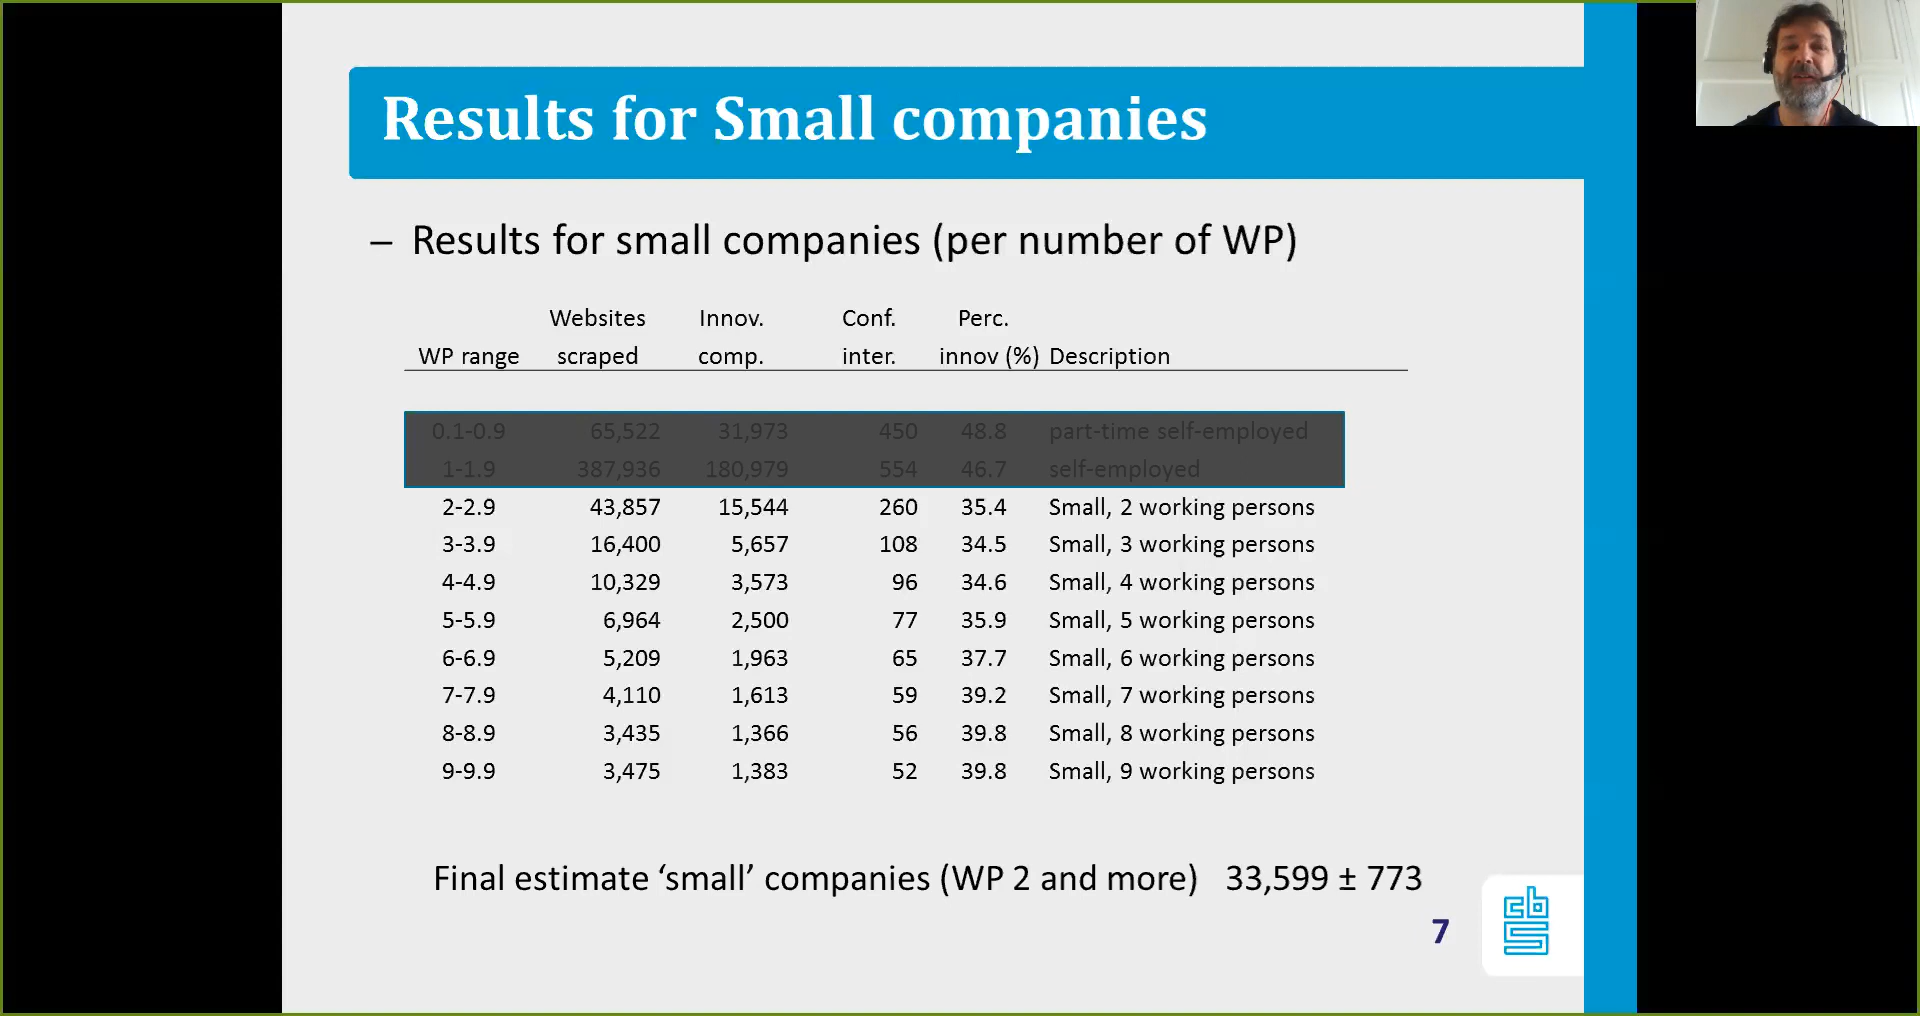 Results for Small companies
– Results for small companies (per number of WP)
Websites Innov. Conf. Perc.
WP range scraped comp. inter. innov (%) Description
0.1-0.9 65,522 31,973 450 48.8 part-time self-employed
1-1.9 387,936 180,979 554 46.7 self-employed
2-2.9 43,857 15,544 260 35.4 Small, 2 working persons
3-3.9 16,400 5,657 108 34.5 Small, 3 working persons
4-4.9 10,329 3,573 96 34.6 Small, 4 working persons
5-5.9 6,964 2,500 77 35.9 Small, 5 working persons
6-6.9 5,209 1,963 65 37.7 Small, 6 working persons
7-7.9 4,110 1,613 59 39.2 Small, 7 working persons
8-8.9 3,435 1,366 56 39.8 Small, 8 working persons
9-9.9 3,475 1,383 52 39.8 Small, 9 working persons
Final estimate ‘small’ companies (WP 2 and more) 33,599 ± 773
7
cbs